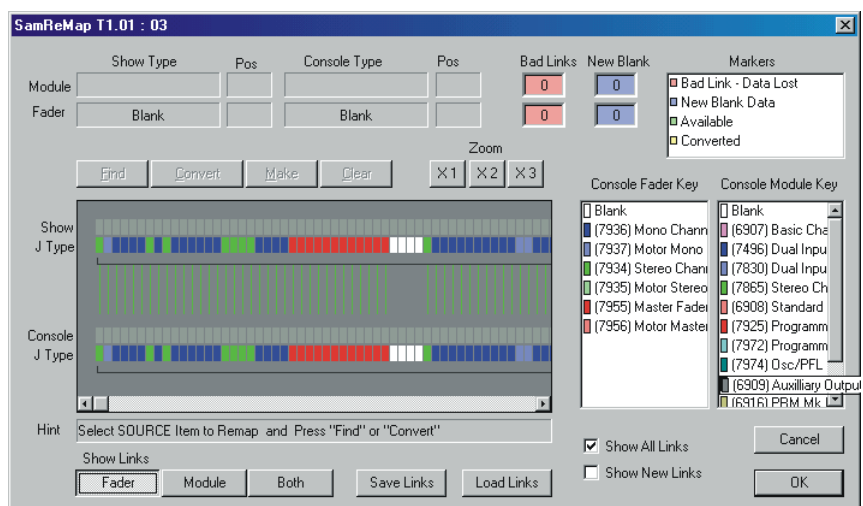 SamReMap T1.01 : 03
Show Type Pos Console Type Pos Bad Links New Blank Markers
Module 0 0
Fader Blank Blank 0 0
Bad Link - Data Lost
New Blank Data
Available
Converted
Zoom
Find Convert Make Clear X1 X2 X3
Console Fader Key
Blank
(7936) Mono Chann
(7937) Motor Mono
(7934) Stereo Chann
(7935) Motor Stereo
(7955) Master Fader
(7956) Motor Master
Console Module Key
Blank
(6907) Basic Cha
(7496) Dual Inpu
(7830) Dual Inpu
(7865) Stereo Ch
(6908) Standard
(7925) Programm
(7972) Programm
(7974) Osc/PFL
(6909) Auxilliary Output
(6916) PRM Mk
Show
J Type
Console
J Type
Hint Select SOURCE Item to Remap and Press "Find" or "Convert"
Show Links
Fader Module Both Save Links Load Links
Show All Links
Show New Links
Cancel
OK